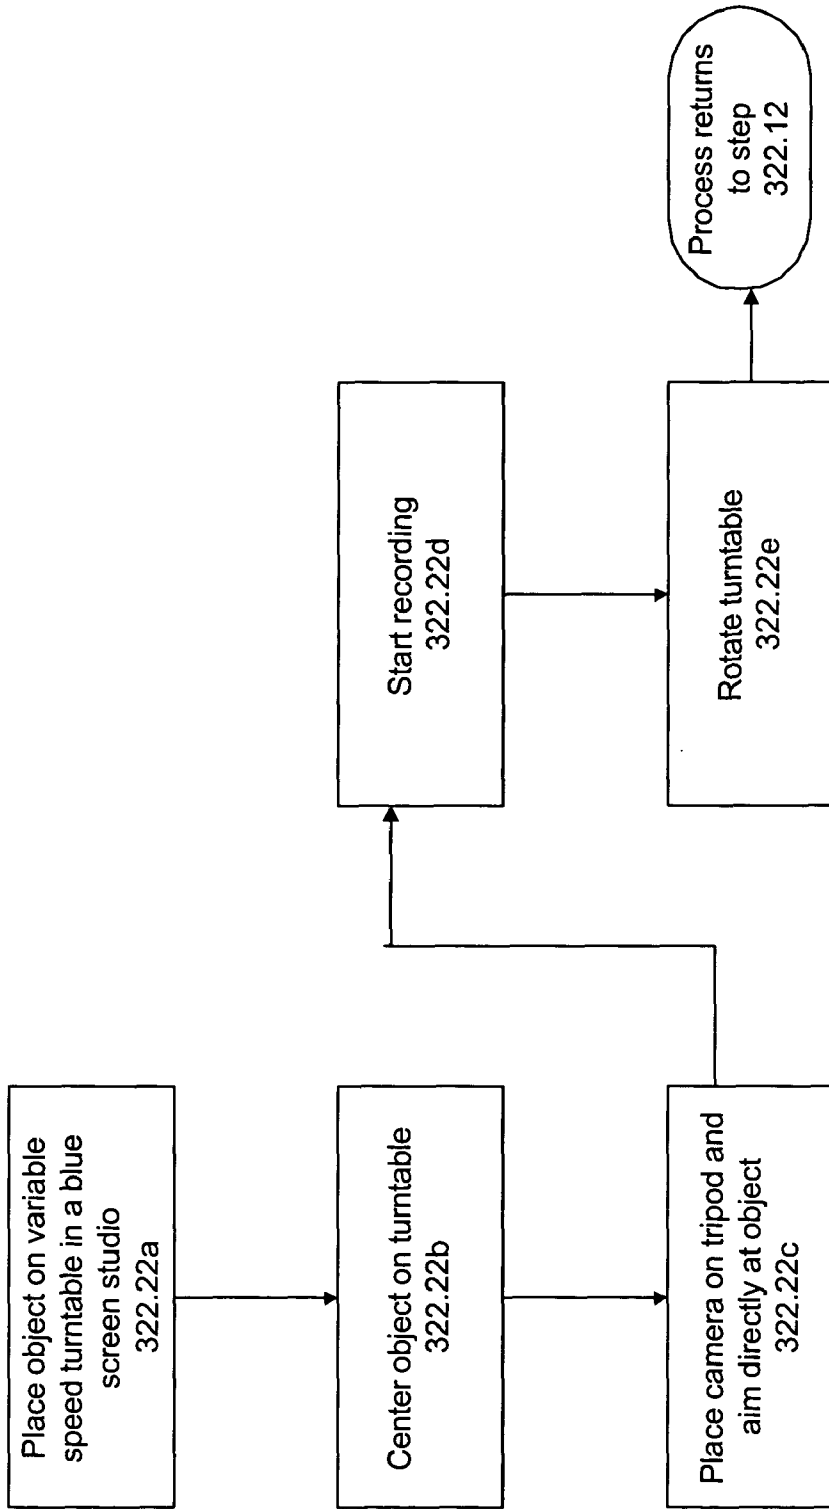 Place object on variable
speed turntable in a blue
screen studio
322.22a
Center object on turntable
322.22b
Place camera on tripod and
aim directly at object
322.22c
Start recording
322.22d
Rotate turntable
322.22e
Process returns
to step
322.12